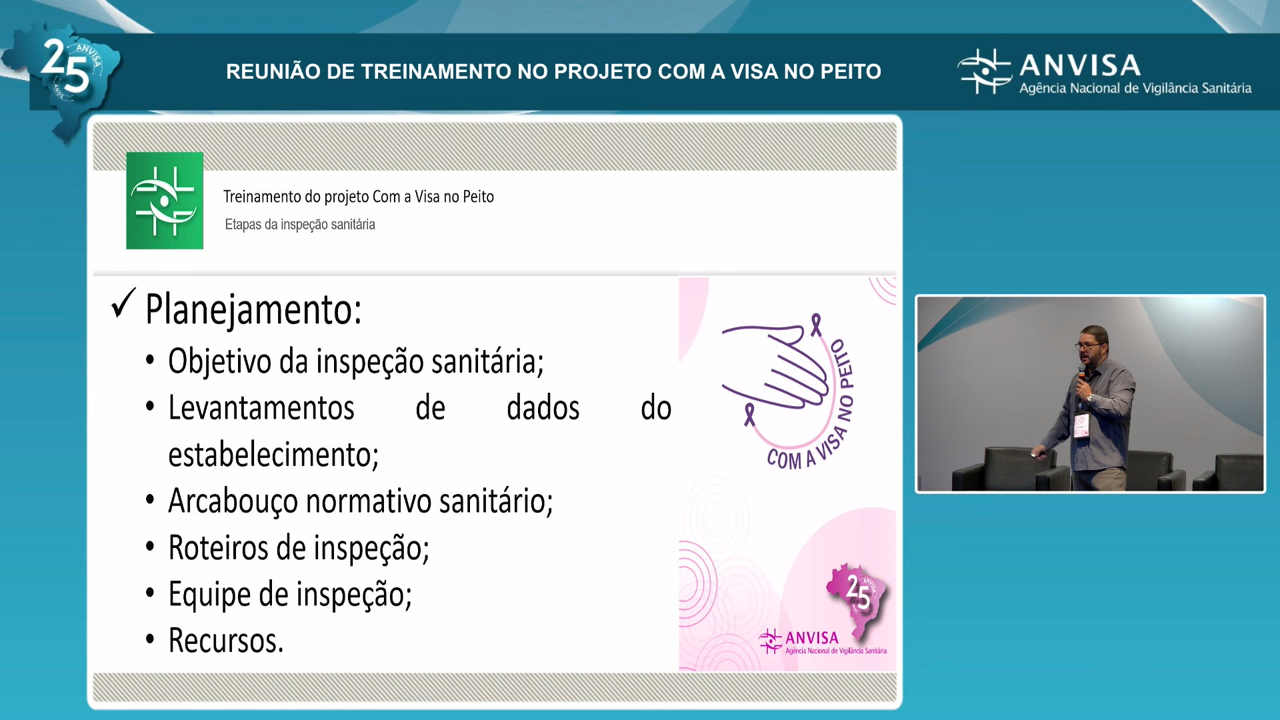 25
ANVISA
REUNIÃO DE TREINAMENTO NO PROJETO COM A VISA NO PEITO
ANVISA
Agência Nacional de Vigilância Sanitária
Treinamento do projeto Com a Visa no Peito
Etapas da inspeção sanitária
✓ Planejamento:
• Objetivo da inspeção sanitária;
• Levantamentos de dados do
estabelecimento;
• Arcabouço normativo sanitário;
• Roteiros de inspeção;
• Equipe de inspeção;
• Recursos.
COM A VISA NO PEITO
25
ANVISA
ANVISA
Agência Nacional de Vigilância Sanitária